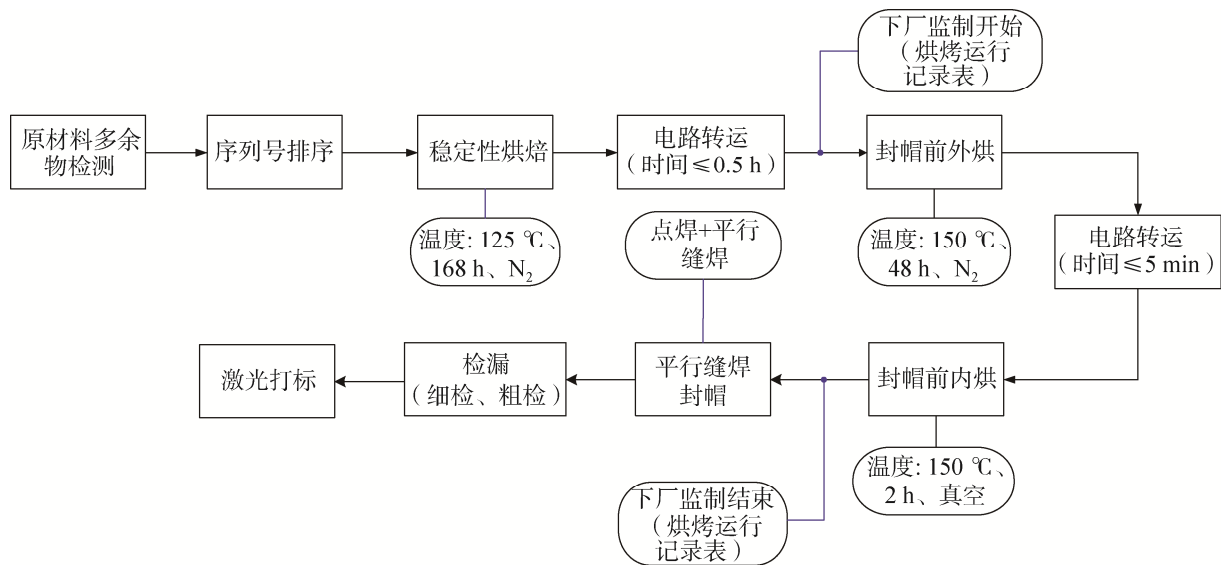 下厂监制开始
（烘烤运行
记录表）
原材料多余
物检测
序列号排序
稳定性烘焙
电路转运
（时间≤0.5 h）
封帽前外烘
温度: 125 ℃、
168 h、N₂
点焊+平行
缝焊
温度: 150 ℃、
48 h、N₂
电路转运
（时间≤5 min）
激光打标
检漏
（细检、粗检）
平行缝焊
封帽
封帽前内烘
下厂监制结束
（烘烤运行
记录表）
温度: 150 ℃、
2 h、真空